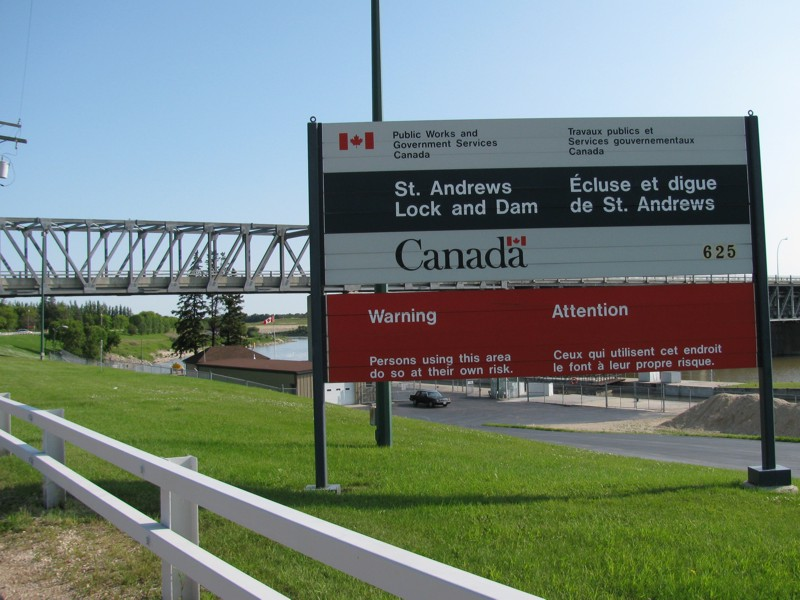 Public Works and
Government Services
Canada
Travaux publics et
Services gouvernementaux
Canada
St. Andrews
Lock and Dam
Écluse et digue
de St. Andrews
Canada
625
Warning
Attention
Persons using this area
do so at their own risk.
Ceux qui utilisent cet endroit
le font à leur propre risque.